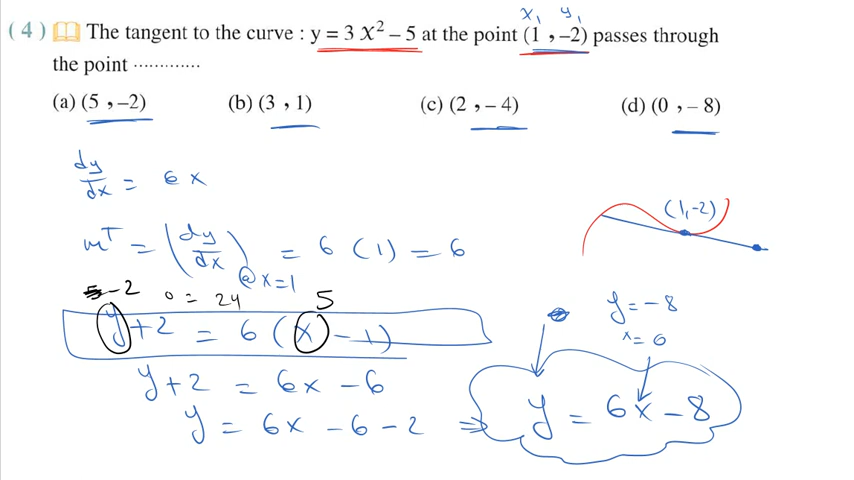 (4) The tangent to the curve : y = 3 X² – 5 at the point (1 , –2) passes through
x₁ y₁
the point ·············
(a) (5 , –2) (b) (3 , 1) (c) (2 , – 4) (d) (0 , – 8)
dy/dx = 6x
(1,-2)
mT = (dy/dx)@x=1 = 6 (1) = 6
-2 0 = 24 5
y+2 = 6 (x - 1)
y = -8
x = 0
y+2 = 6x - 6
y = 6x - 6 - 2 ⇒ y = 6x - 8